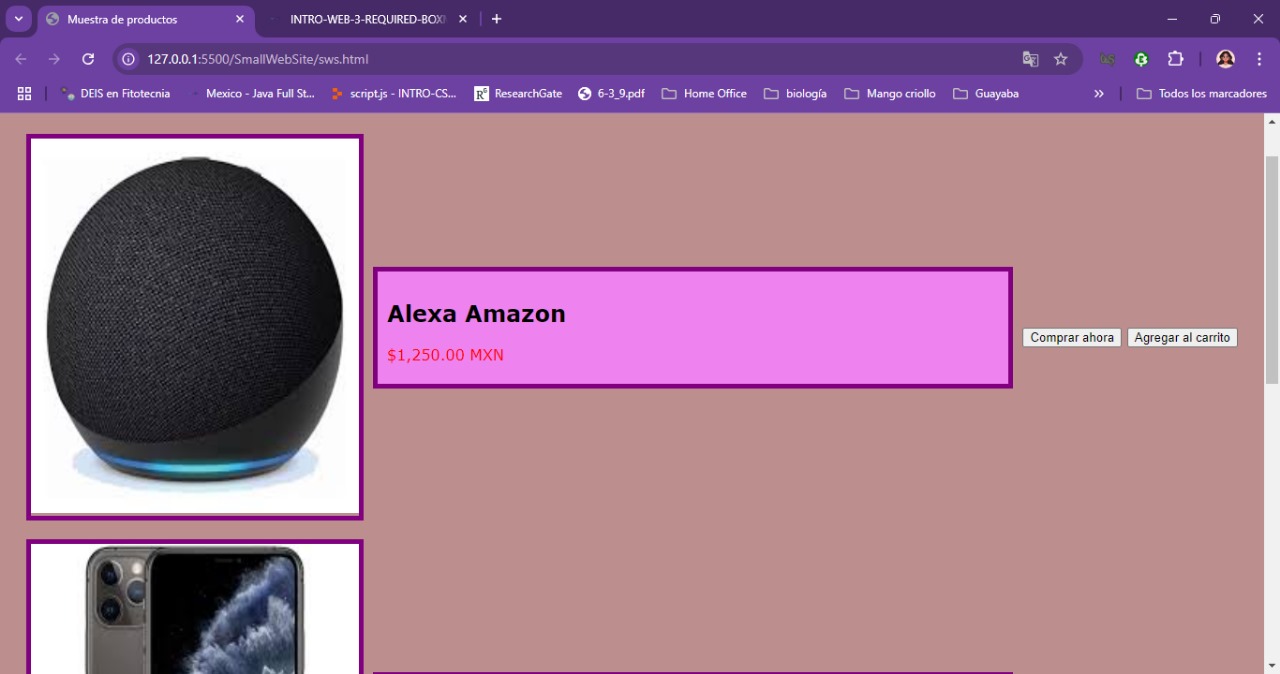 Muestra de productos
INTRO-WEB-3-REQUIRED-BOX
127.0.0.1:5500/SmallWebSite/sws.html
DEIS en Fitotecnia
Mexico - Java Full St...
script.js - INTRO-CS...
ResearchGate
6-3_9.pdf
Home Office
biología
Mango criollo
Guayaba
Todos los marcadores
Alexa Amazon
$1,250.00 MXN
Comprar ahora
Agregar al carrito